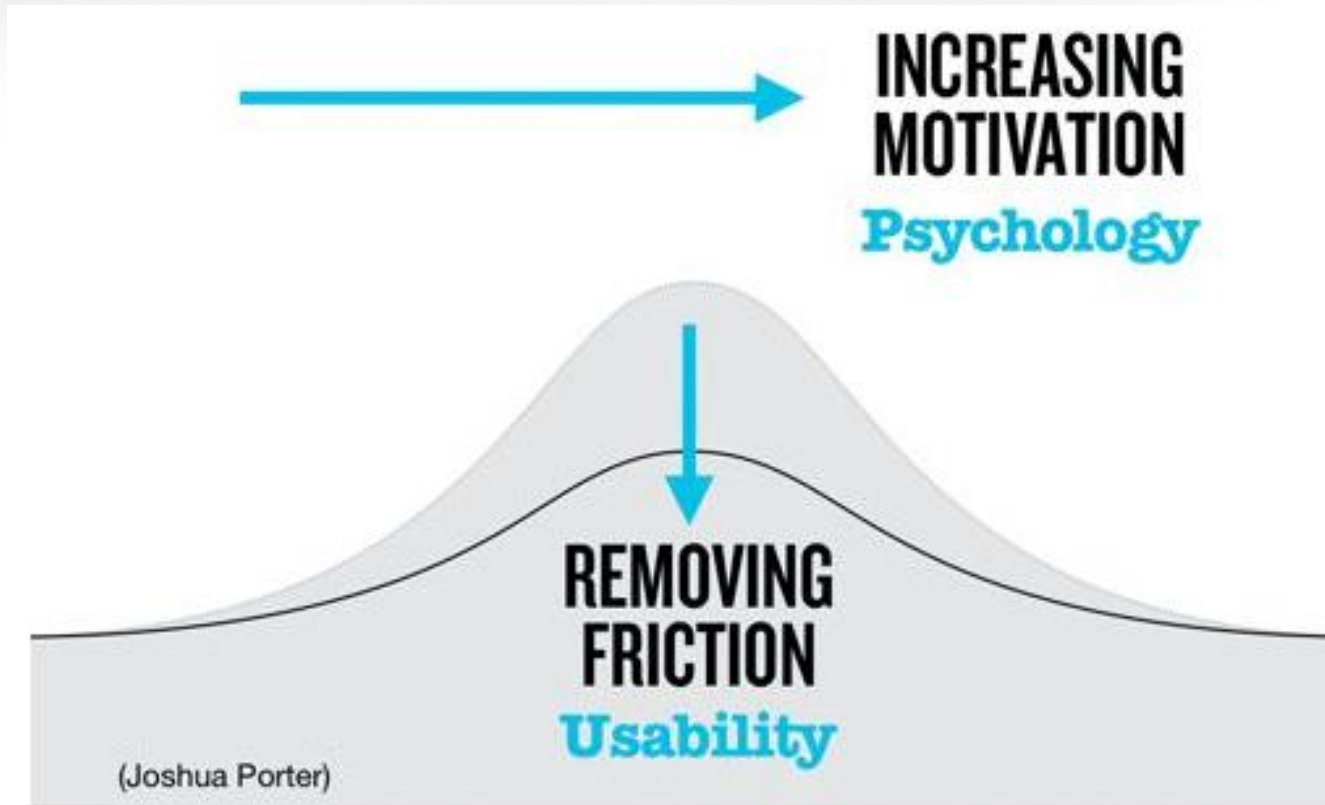 INCREASING
MOTIVATION
Psychology
REMOVING
FRICTION
Usability
(Joshua Porter)